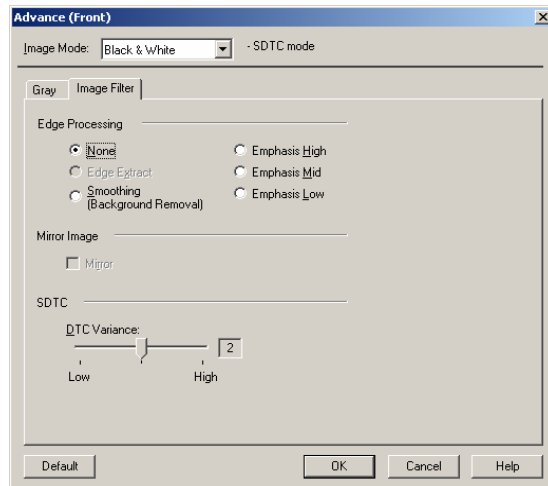 Advance (Front)
Image Mode: Black & White - SDTC mode
Gray Image Filter
Edge Processing
None Emphasis High
Edge Extract Emphasis Mid
Smoothing
(Background Removal) Emphasis Low
Mirror Image
Mirror
SDTC
DTC Variance:
2
Low High
Default OK Cancel Help